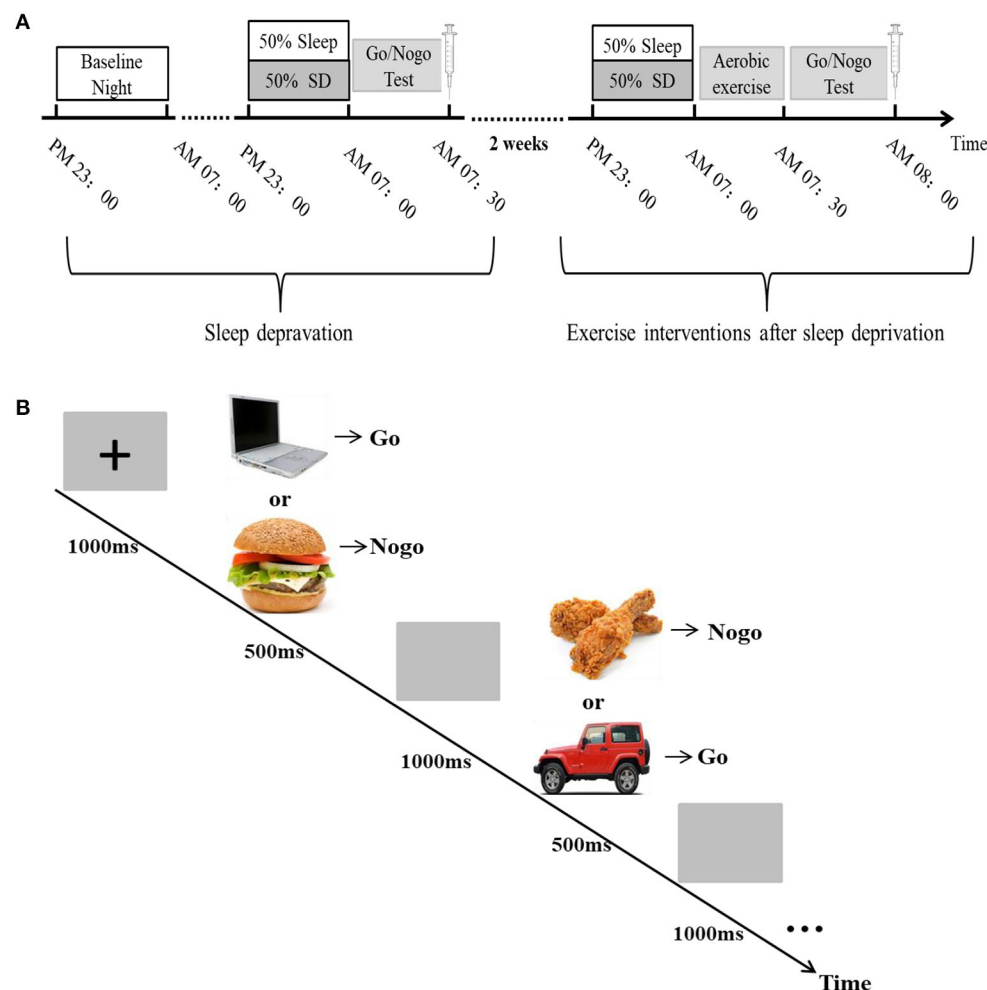 A
Baseline
Night
50% Sleep
50% SD
Go/Nogo
Test
50% Sleep
50% SD
Aerobic
exercise
Go/Nogo
Test
2 weeks
Time
PM 23：00
AM 07：00
PM 23：00
AM 07：00
AM 07：30
PM 23：00
AM 07：00
AM 07：30
AM 08：00
Sleep depravation
Exercise interventions after sleep deprivation
B
+
Go
or
Nogo
1000ms
500ms
Nogo
or
Go
1000ms
500ms
1000ms
...
Time